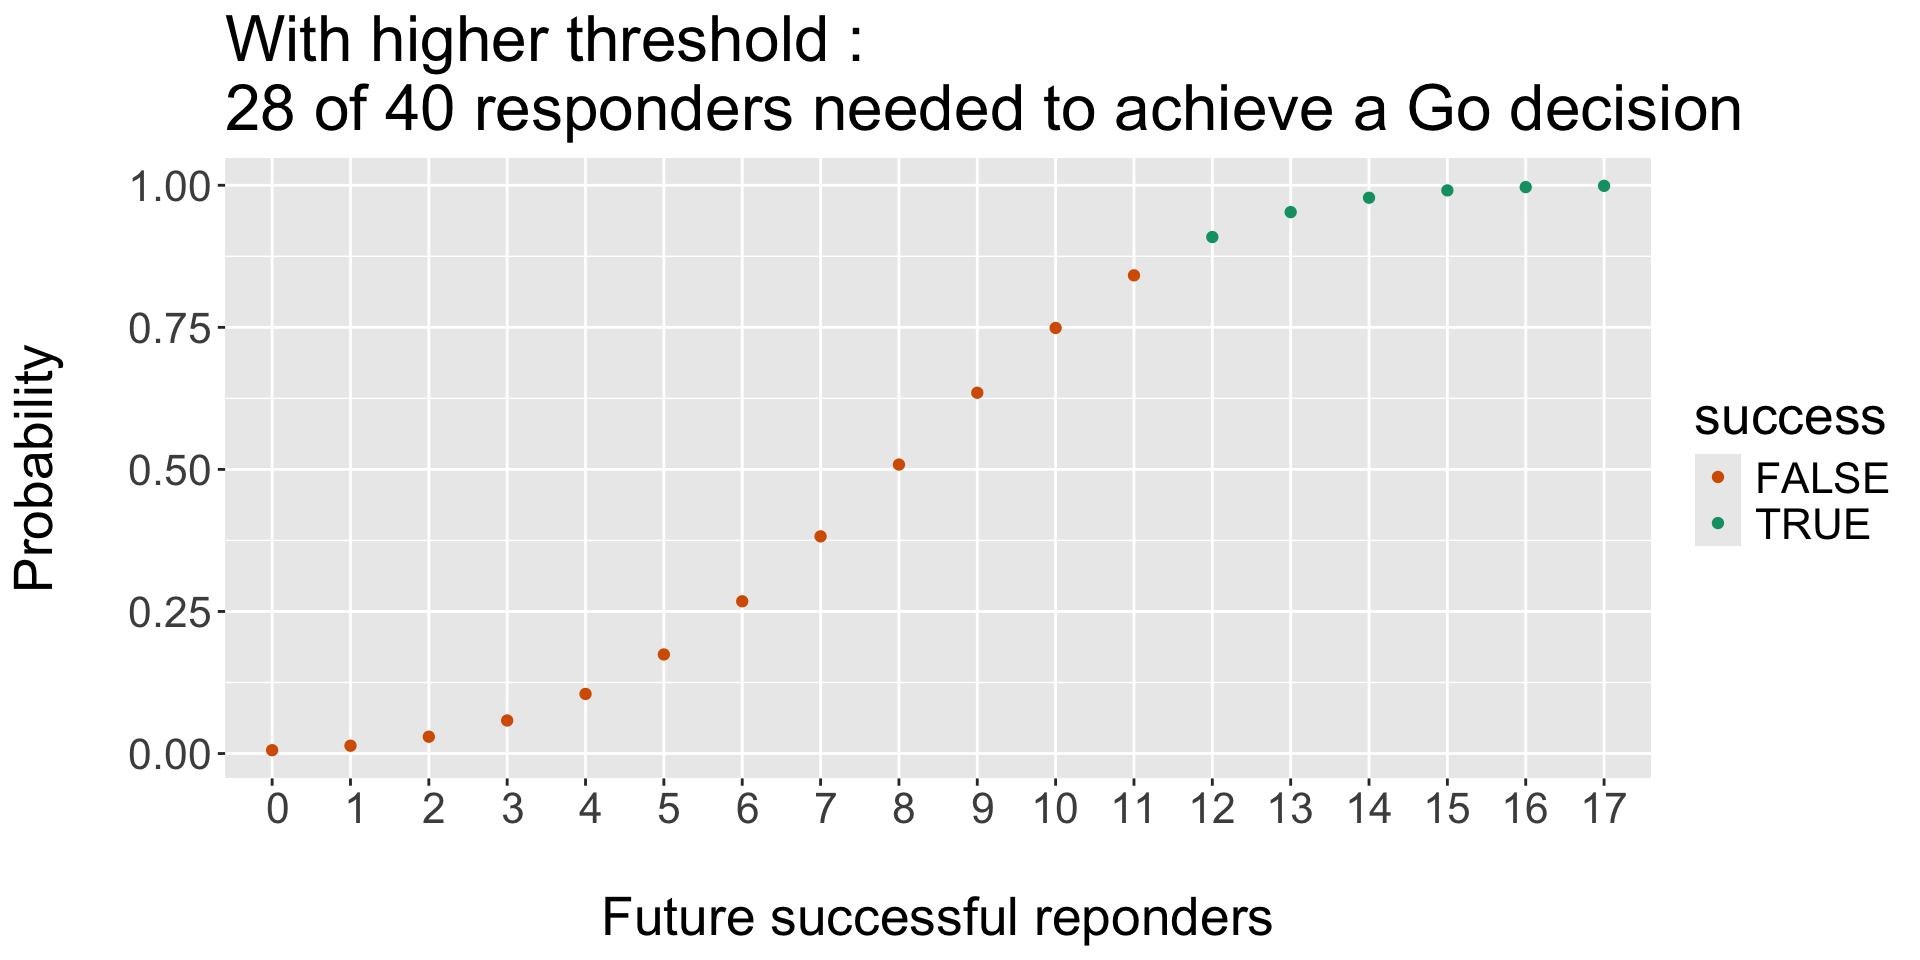 With higher threshold :
28 of 40 responders needed to achieve a Go decision
Probability
1.00
0.75
0.50
0.25
0.00
0 1 2 3 4 5 6 7 8 9 10 11 12 13 14 15 16 17
Future successful reponders
success
FALSE
TRUE